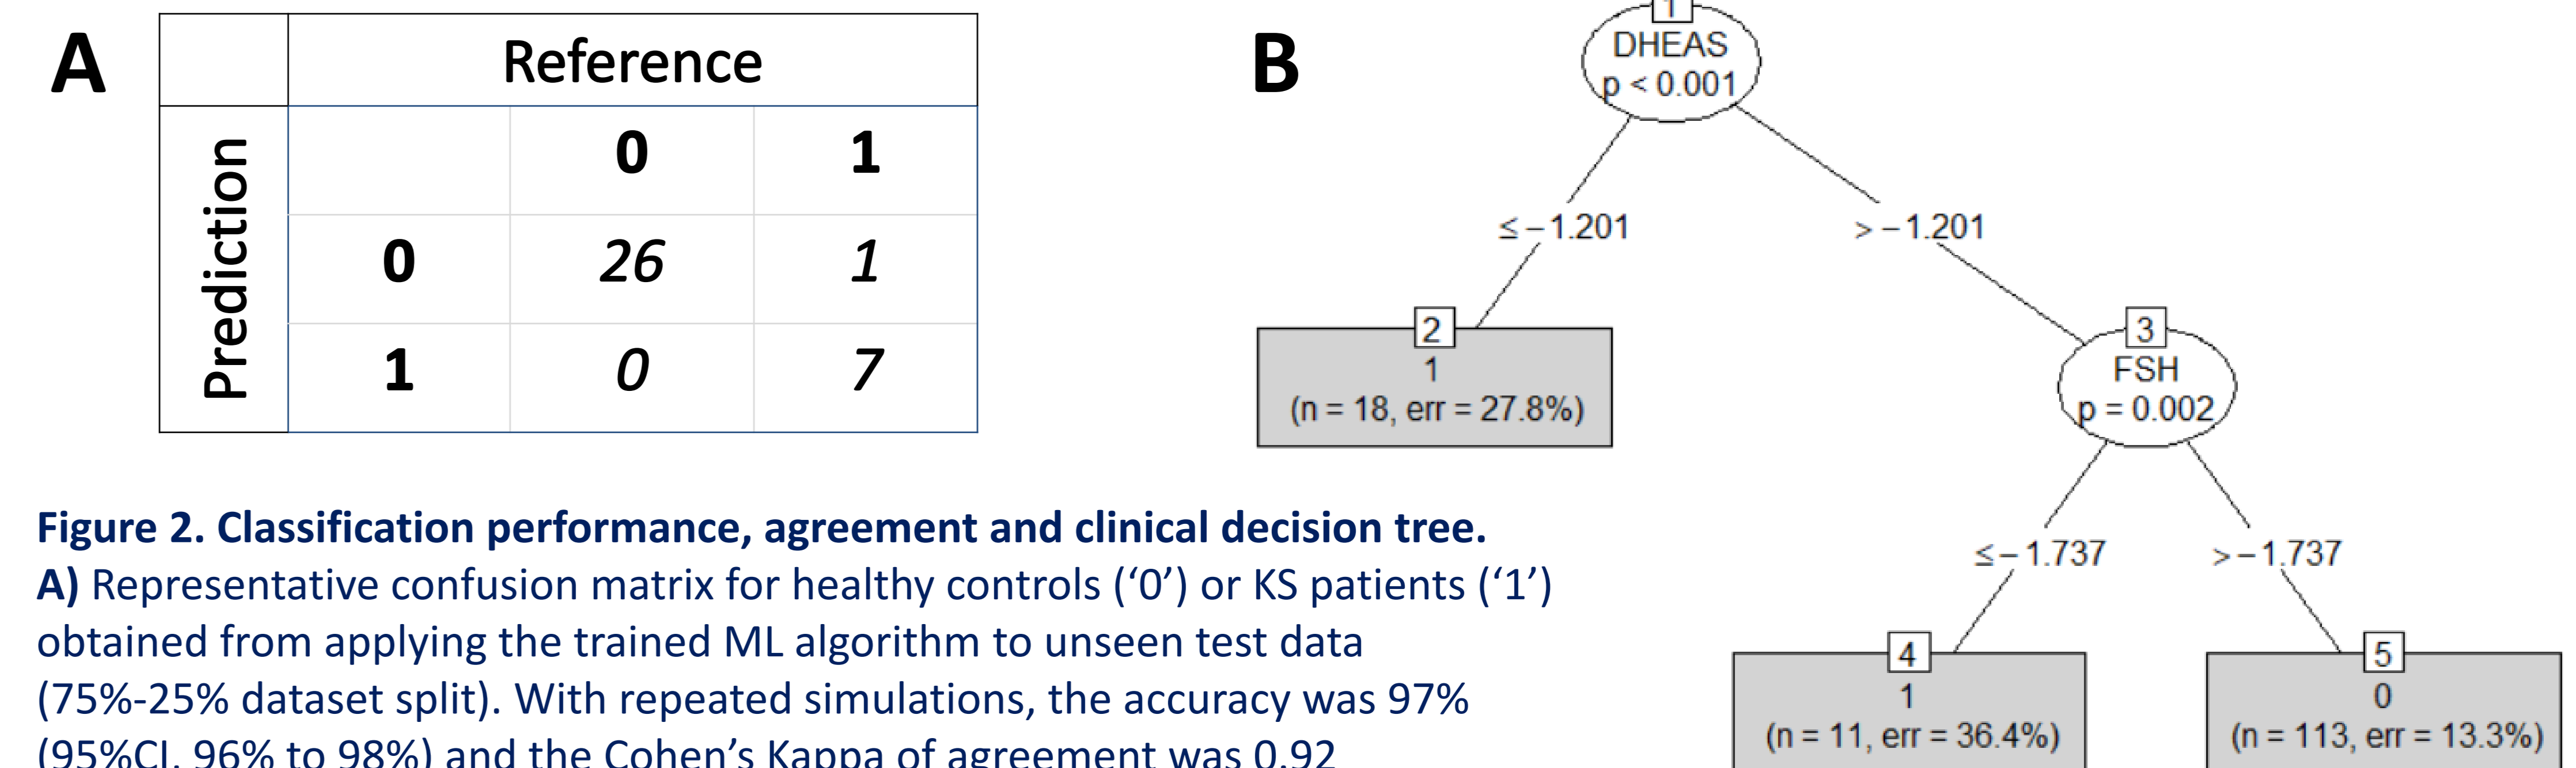 A
Reference
Prediction
0 1
0 26 1
1 0 7
Figure 2. Classification performance, agreement and clinical decision tree.
A) Representative confusion matrix for healthy controls (‘0’) or KS patients (‘1’)
obtained from applying the trained ML algorithm to unseen test data
(75%-25% dataset split). With repeated simulations, the accuracy was 97%
(95%CI, 96% to 98%) and the Cohen’s Kappa of agreement was 0.92
B
1
DHEAS
p < 0.001
≤ −1.201
> −1.201
2
1
(n = 18, err = 27.8%)
3
FSH
p = 0.002
≤ −1.737
> −1.737
4
1
(n = 11, err = 36.4%)
5
0
(n = 113, err = 13.3%)